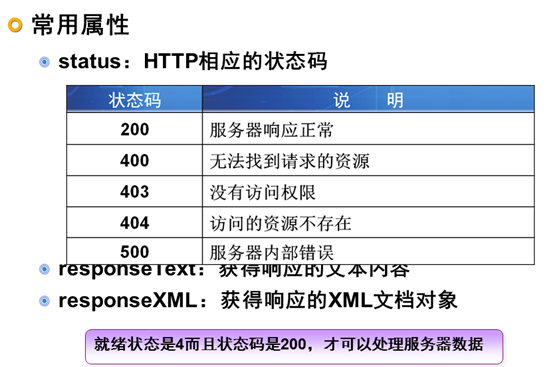 常用属性
status：HTTP相应的状态码
状态码 说 明
200 服务器响应正常
400 无法找到请求的资源
403 没有访问权限
404 访问的资源不存在
500 服务器内部错误
responseText：获得响应的文本内容
responseXML：获得响应的XML文档对象
就绪状态是4而且状态码是200，才可以处理服务器数据